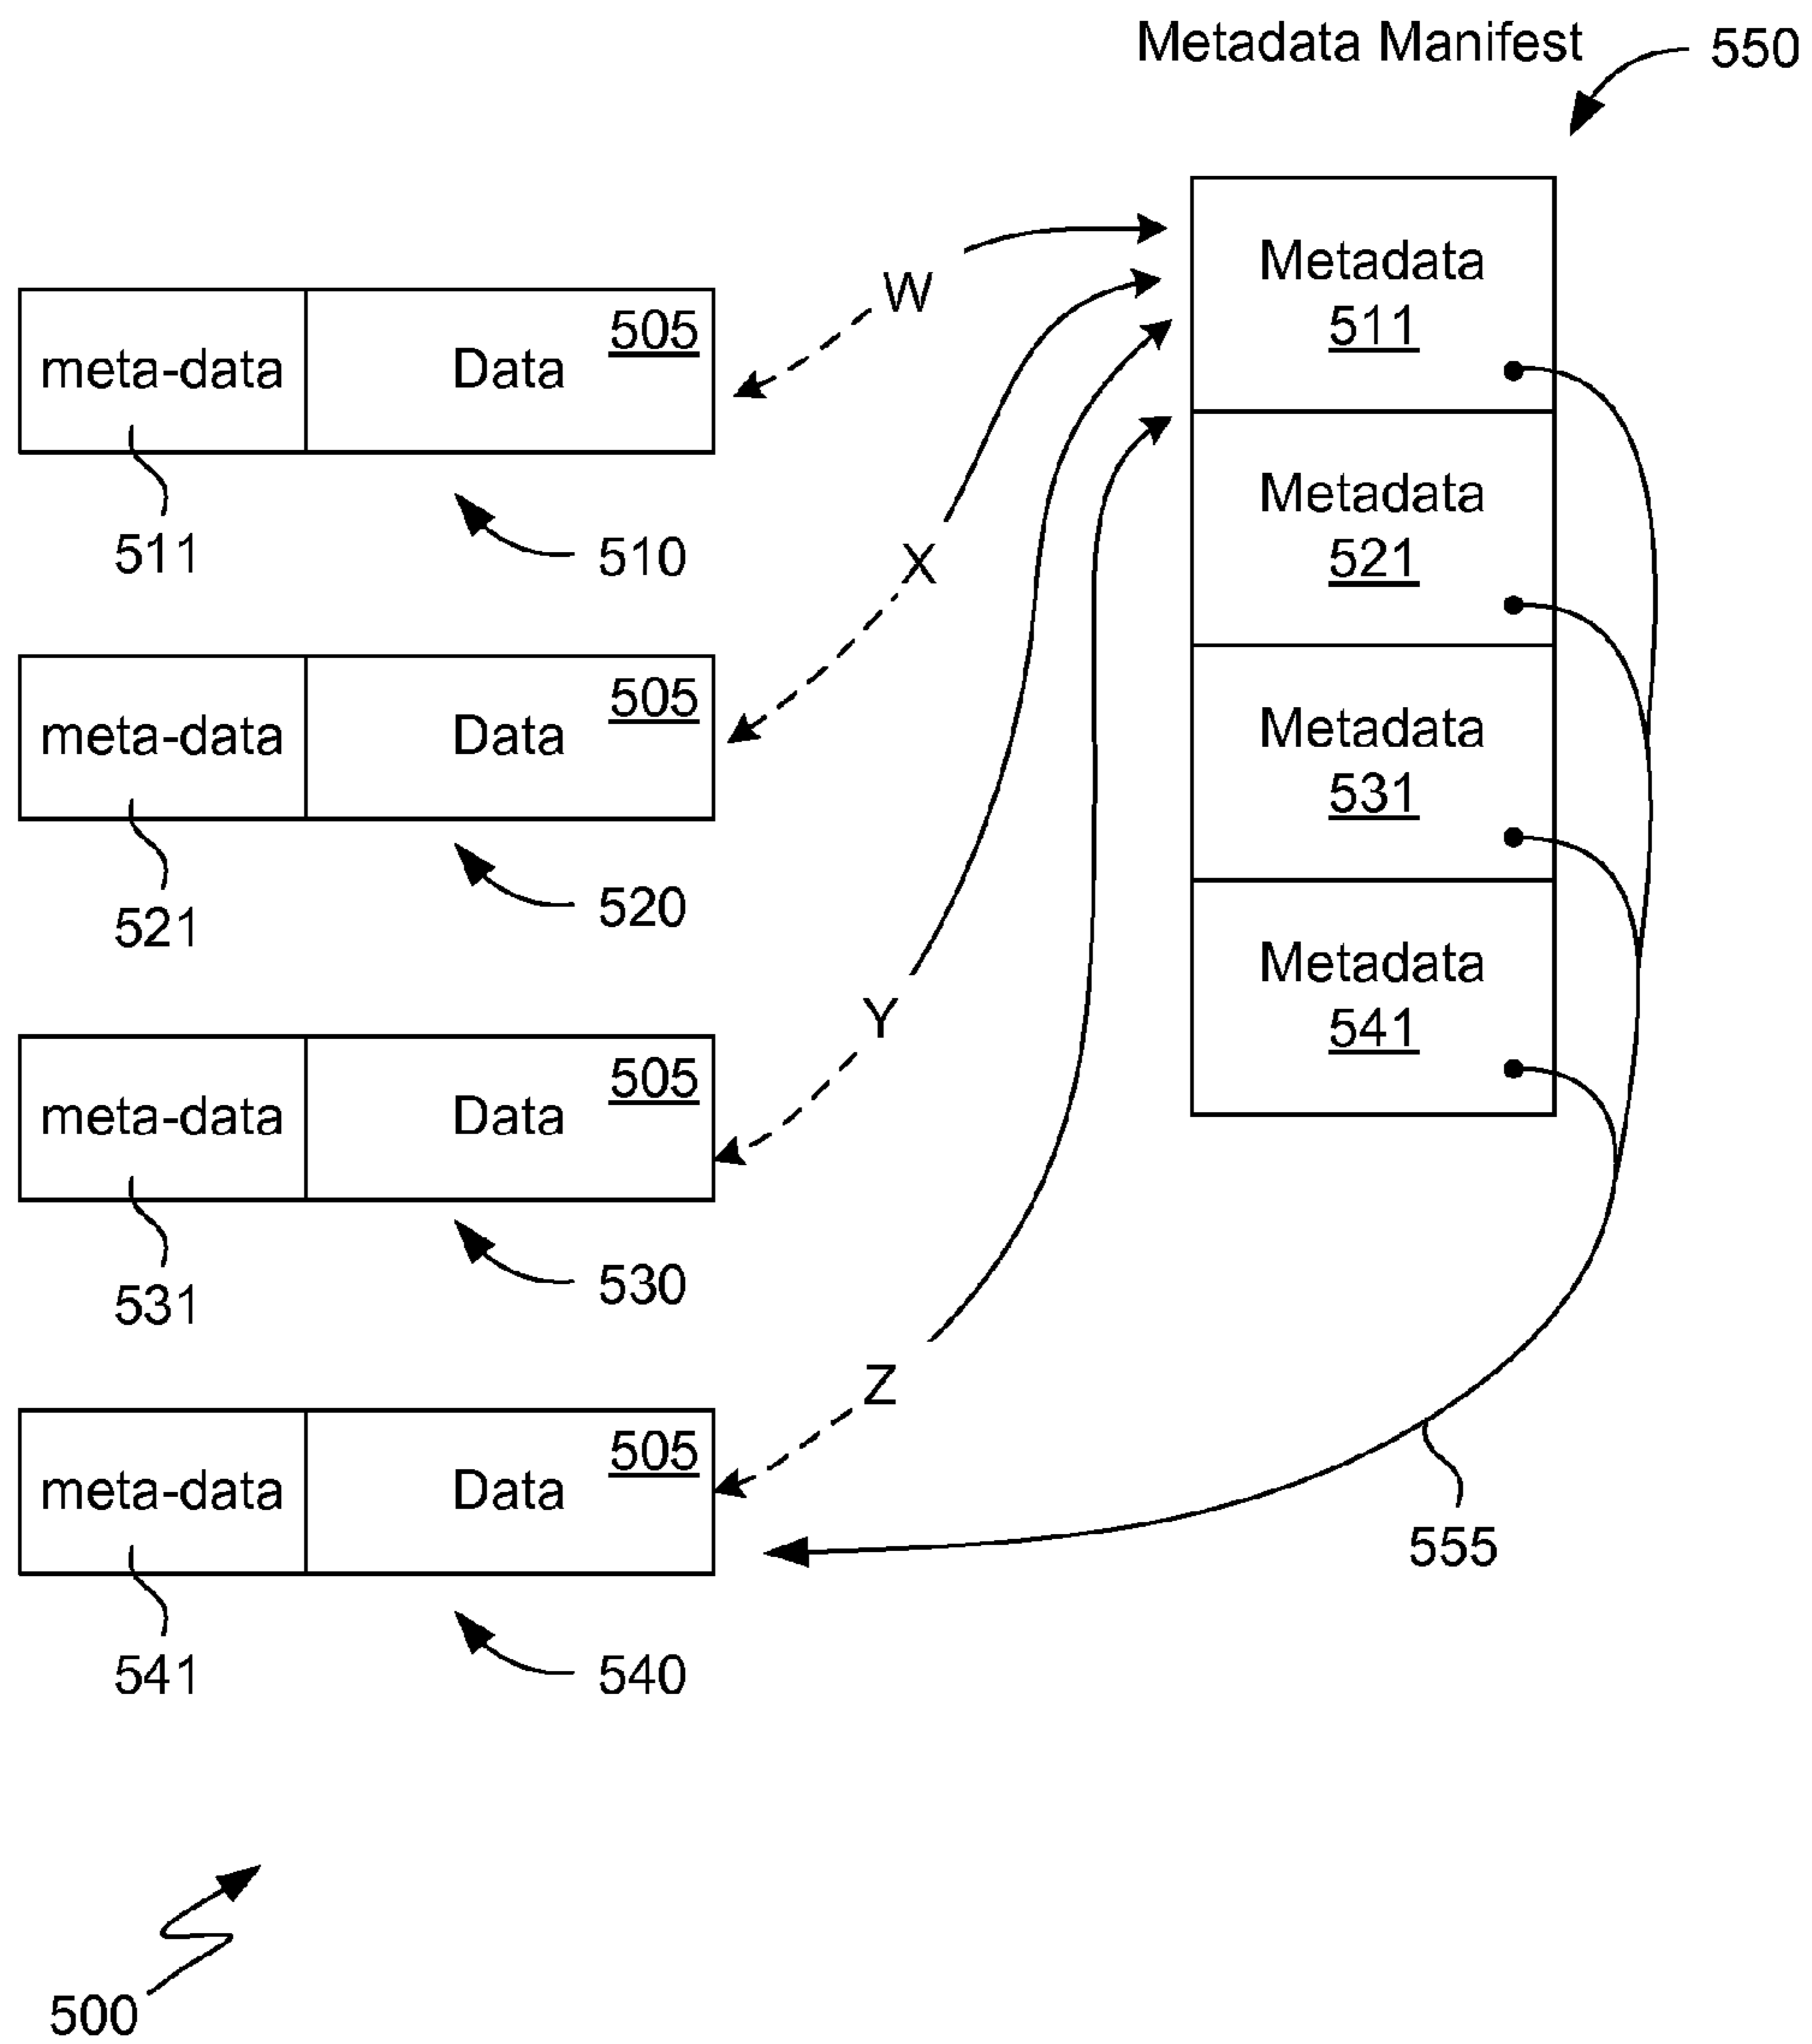 Metadata Manifest
550
W
Metadata
511
505
meta-data
Data
511
510
Metadata
521
X
505
meta-data
Data
521
520
Metadata
531
Metadata
541
Y
505
meta-data
Data
531
530
Z
505
meta-data
Data
555
541
540
500